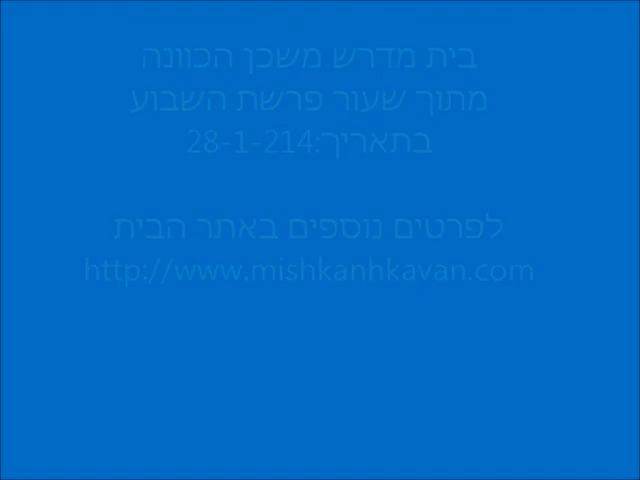 בית מדרש משכן הכוונה
מתוך שעור פרשת השבוע
בתאריך:28-1-214
לפרטים נוספים באתר הבית
http://www.mishkanhkavan.com